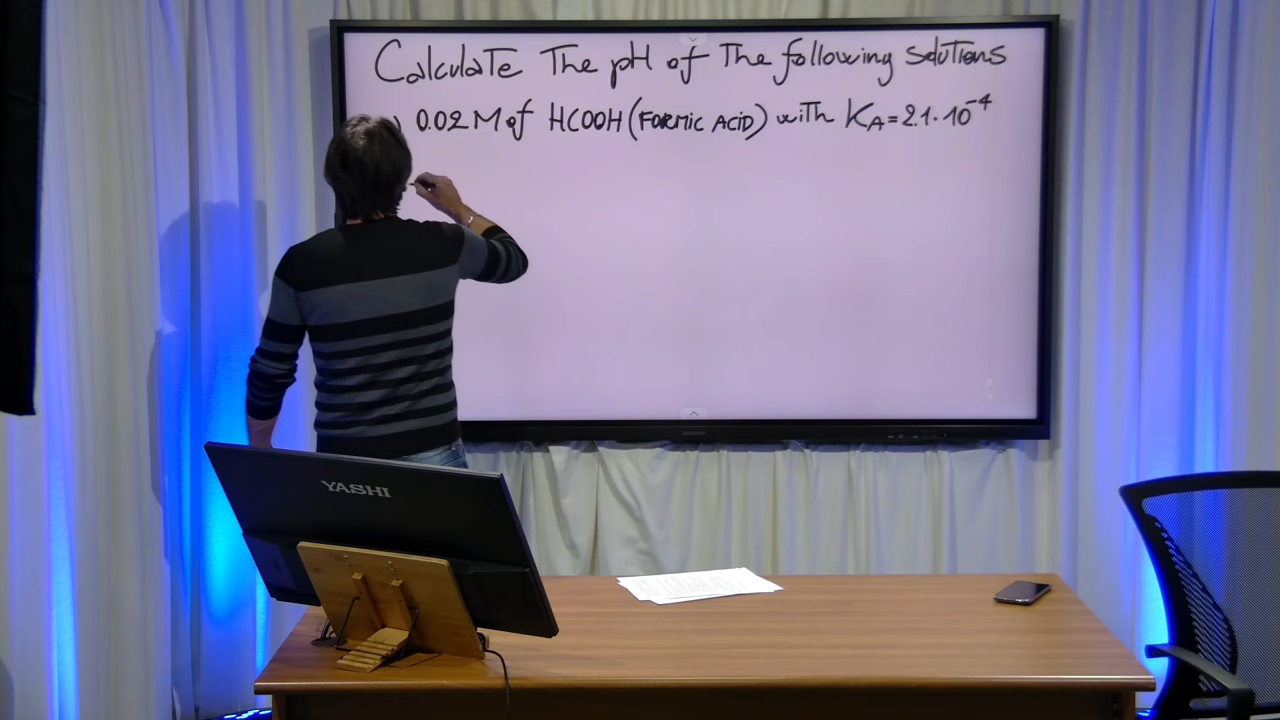 Calculate The pH of The following solutions
) 0.02 M of HCOOH (FORMIC ACID) with KA = 2.1 · 10⁻⁴
YASHI